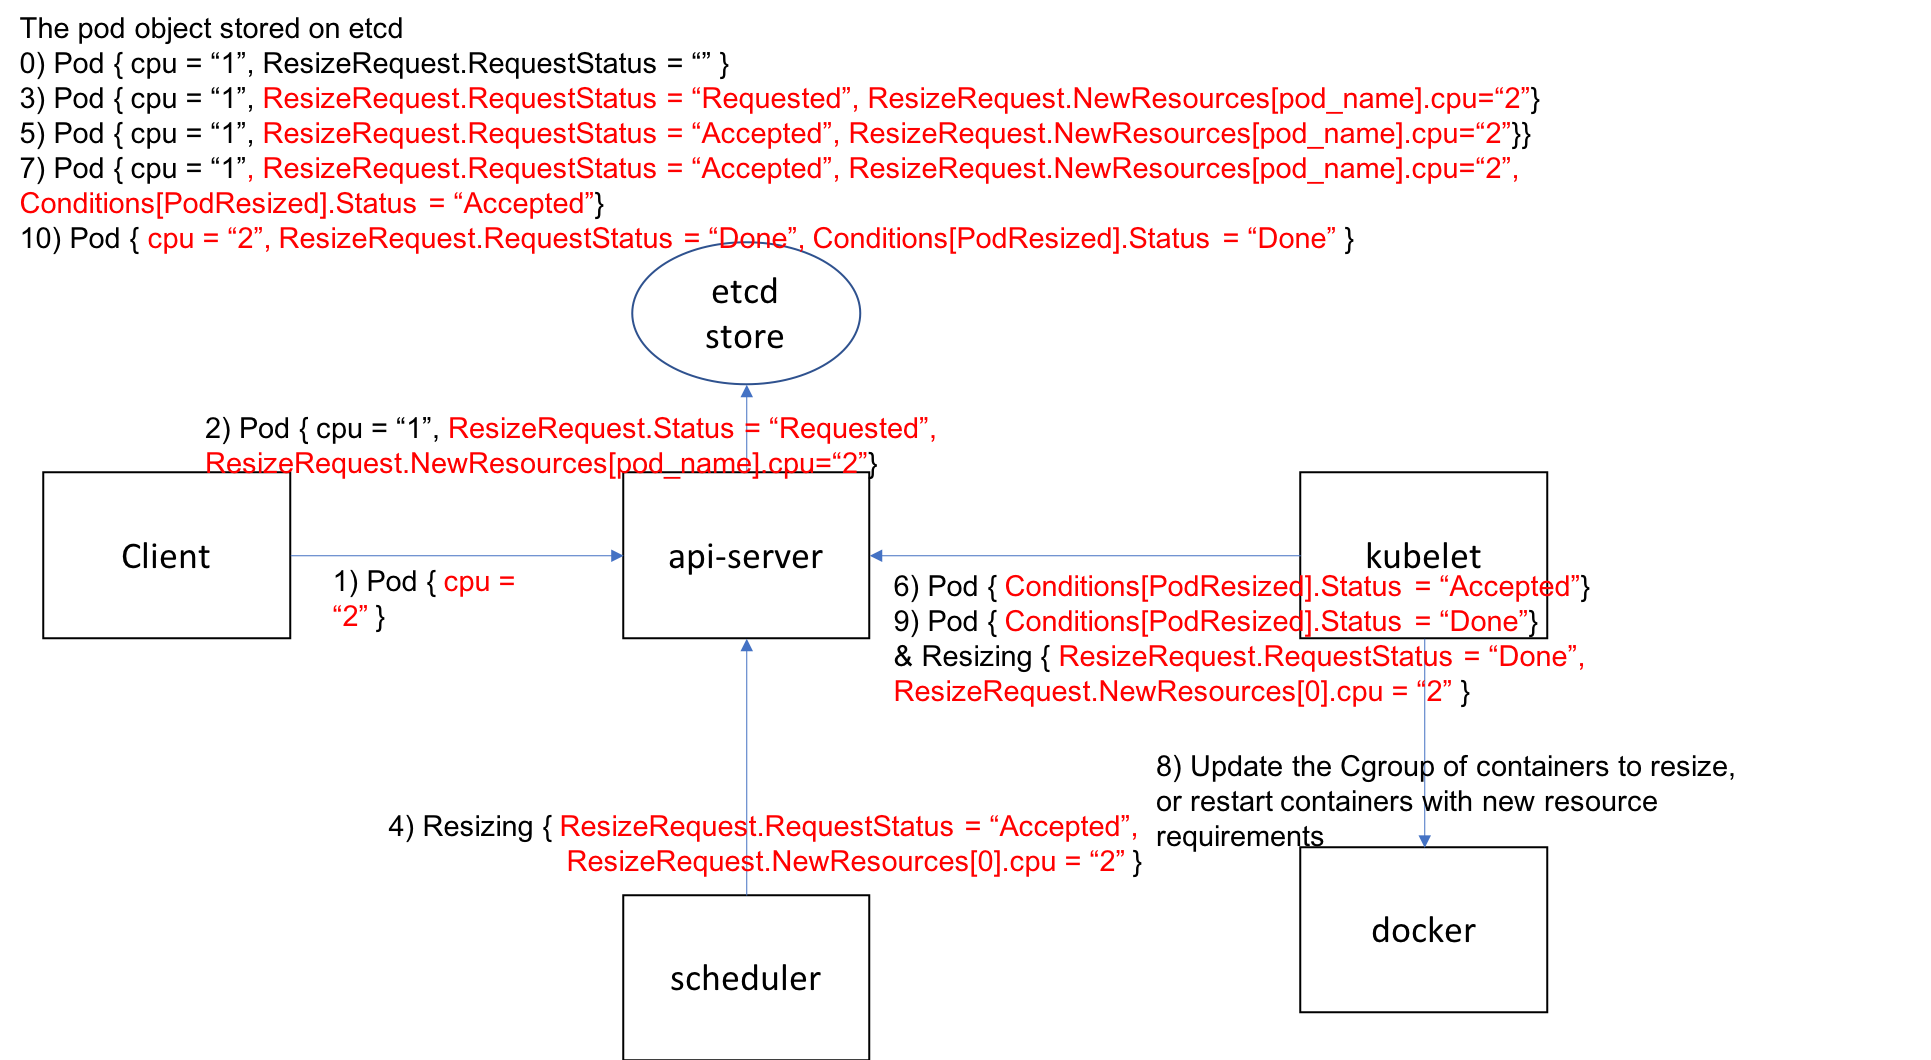 The pod object stored on etcd
0) Pod { cpu = “1”, ResizeRequest.RequestStatus = “” }
3) Pod { cpu = “1”, ResizeRequest.RequestStatus = “Requested”, ResizeRequest.NewResources[pod_name].cpu=“2”}
5) Pod { cpu = “1”, ResizeRequest.RequestStatus = “Accepted”, ResizeRequest.NewResources[pod_name].cpu=“2”}}
7) Pod { cpu = “1”, ResizeRequest.RequestStatus = “Accepted”, ResizeRequest.NewResources[pod_name].cpu=“2”,
Conditions[PodResized].Status = “Accepted”}
10) Pod { cpu = “2”, ResizeRequest.RequestStatus = “Done”, Conditions[PodResized].Status = “Done” }
etcd
store
2) Pod { cpu = “1”, ResizeRequest.Status = “Requested”,
ResizeRequest.NewResources[pod_name].cpu=“2”}
Client
api-server
kubelet
1) Pod { cpu =
“2” }
6) Pod { Conditions[PodResized].Status = “Accepted”}
9) Pod { Conditions[PodResized].Status = “Done”}
& Resizing { ResizeRequest.RequestStatus = “Done”,
ResizeRequest.NewResources[0].cpu = “2” }
8) Update the Cgroup of containers to resize,
or restart containers with new resource
requirements
4) Resizing { ResizeRequest.RequestStatus = “Accepted”,
ResizeRequest.NewResources[0].cpu = “2” }
docker
scheduler